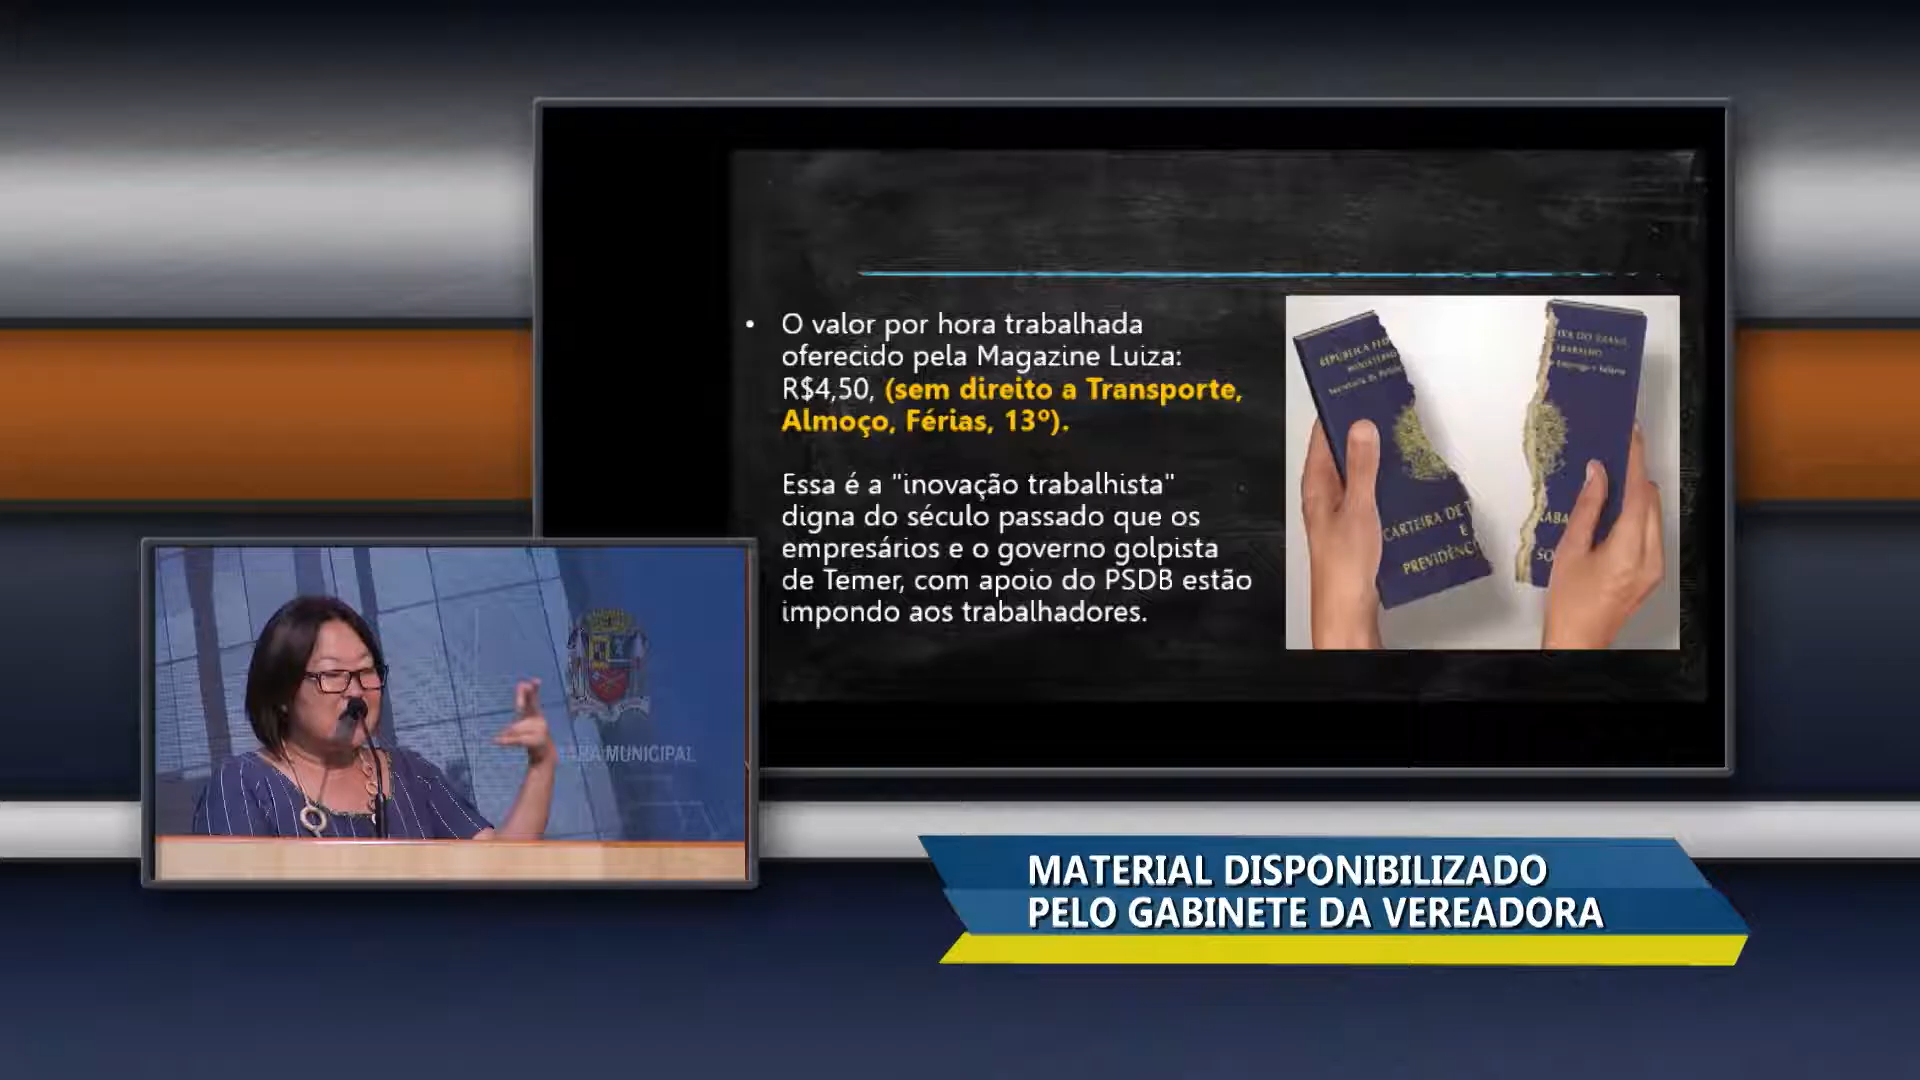 • O valor por hora trabalhada
oferecido pela Magazine Luiza:
R$4,50, (sem direito a Transporte,
Almoço, Férias, 13º).
Essa é a "inovação trabalhista"
digna do século passado que os
empresários e o governo golpista
de Temer, com apoio do PSDB estão
impondo aos trabalhadores.
CARTEIRA DE T
E
PREVIDÊNC
SO
MUNICIPAL
MATERIAL DISPONIBILIZADO
PELO GABINETE DA VEREADORA